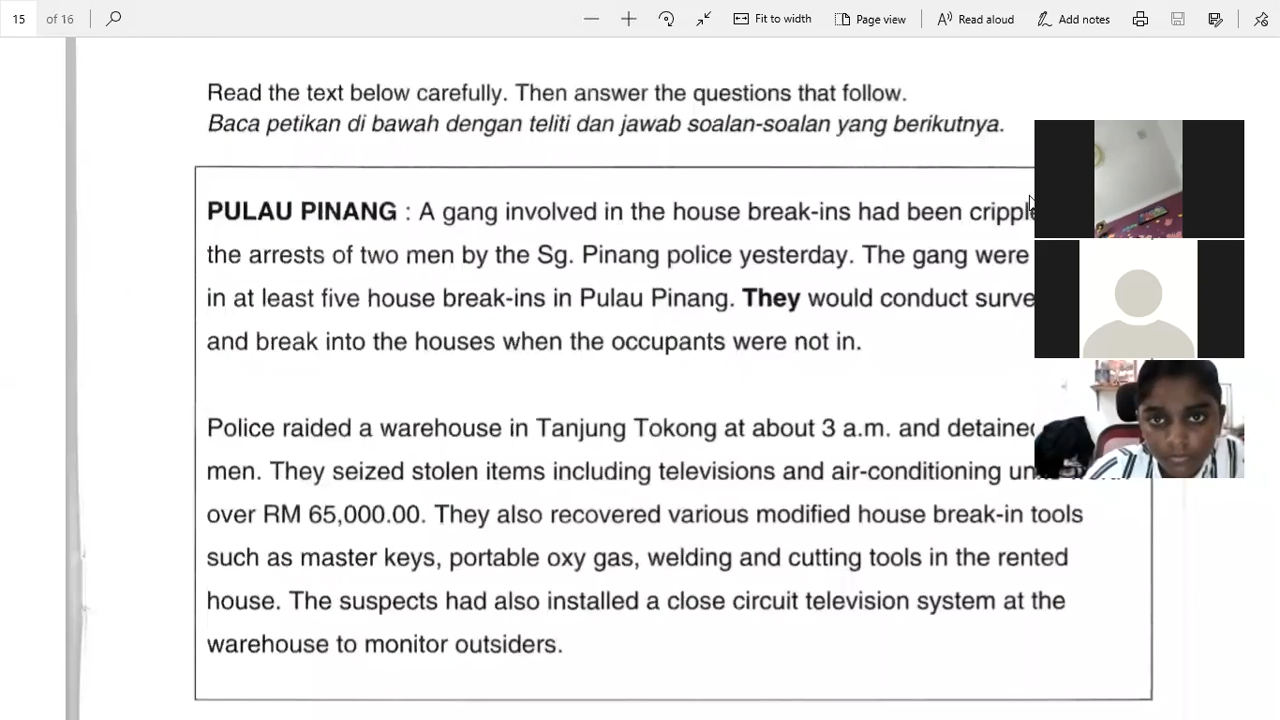 15 of 16 Fit to width Page view Read aloud Add notes
Read the text below carefully. Then answer the questions that follow.
Baca petikan di bawah dengan teliti dan jawab soalan-soalan yang berikutnya.
PULAU PINANG : A gang involved in the house break-ins had been
the arrests of two men by the Sg. Pinang police yesterday. The gang were
in at least five house break-ins in Pulau Pinang. They would conduct
and break into the houses when the occupants were not in.
Police raided a warehouse in Tanjung Tokong at about 3 a.m. and
men. They seized stolen items including televisions and air-conditioning
over RM 65,000.00. They also recovered various modified house break-in tools
such as master keys, portable oxy gas, welding and cutting tools in the rented
house. The suspects had also installed a close circuit television system at the
warehouse to monitor outsiders.